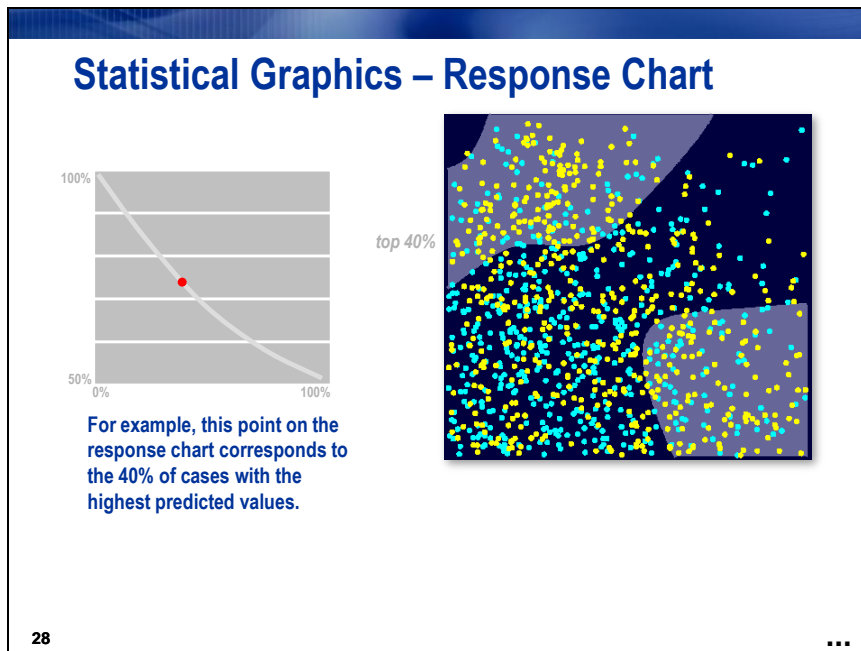 Statistical Graphics – Response Chart
100%
top 40%
50%
0%
100%
For example, this point on the
response chart corresponds to
the 40% of cases with the
highest predicted values.
28
...